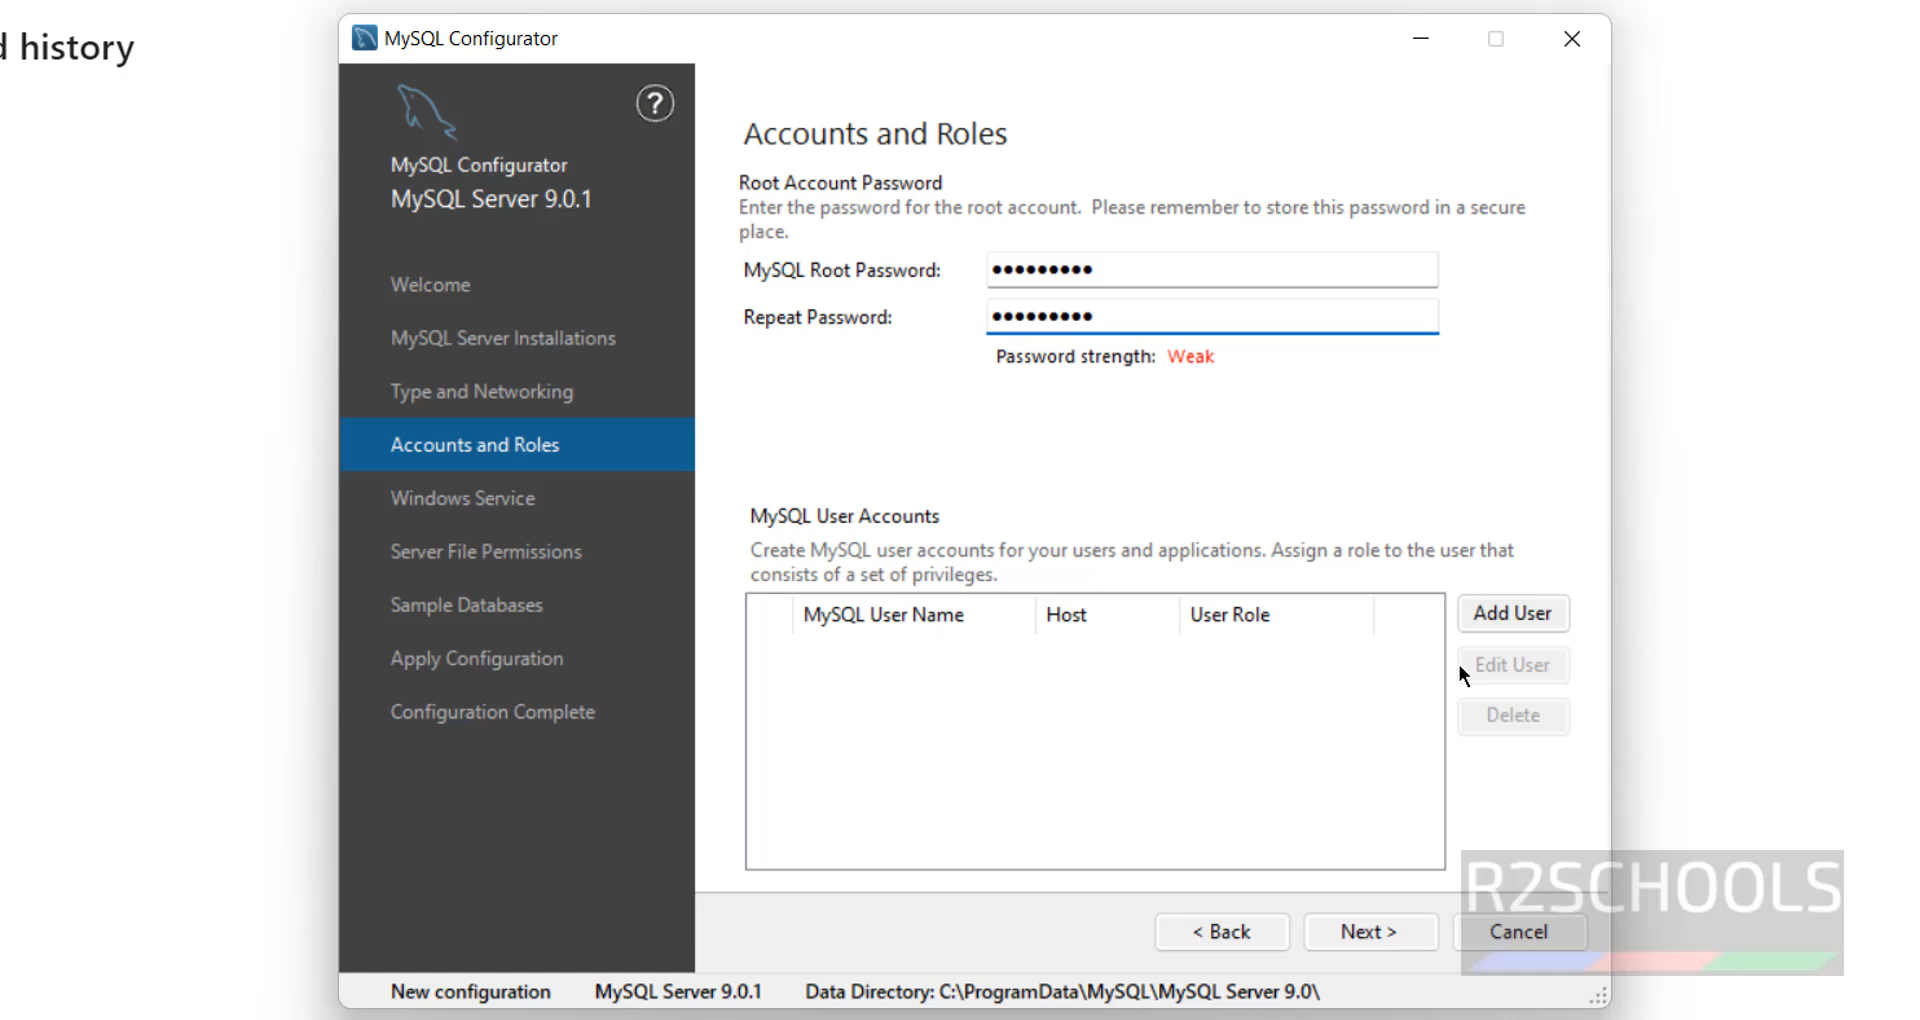 d history
MySQL Configurator
?
MySQL Configurator
MySQL Server 9.0.1
Welcome
MySQL Server Installations
Type and Networking
Accounts and Roles
Windows Service
Server File Permissions
Sample Databases
Apply Configuration
Configuration Complete
Accounts and Roles
Root Account Password
Enter the password for the root account.  Please remember to store this password in a secure
place.
MySQL Root Password: •••••••••
Repeat Password: •••••••••
Password strength: Weak
MySQL User Accounts
Create MySQL user accounts for your users and applications. Assign a role to the user that
consists of a set of privileges.
MySQL User Name Host User Role
Add User
Edit User
Delete
R2SCHOOLS
< Back Next > Cancel
New configuration MySQL Server 9.0.1 Data Directory: C:\ProgramData\MySQL\MySQL Server 9.0\